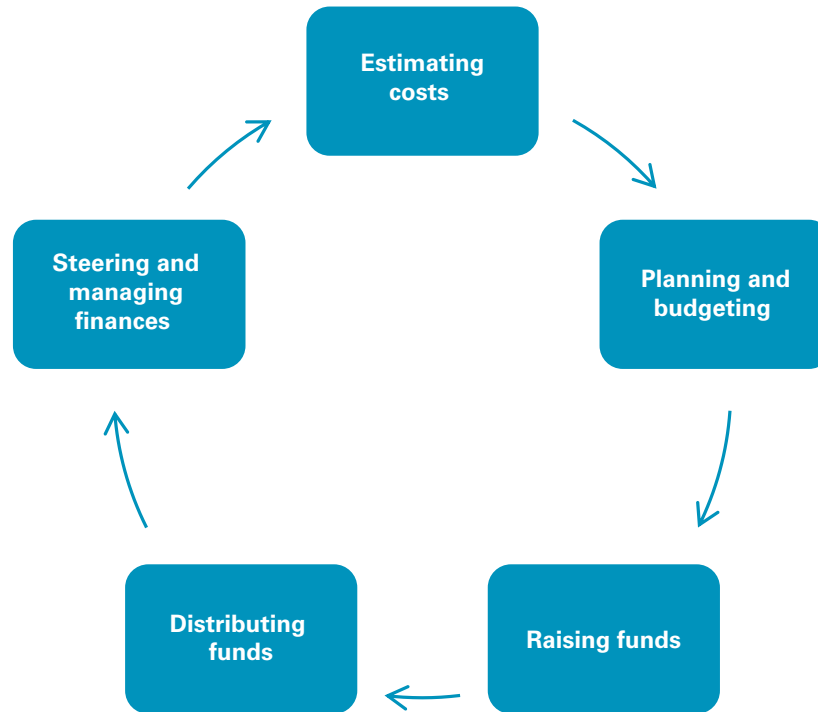 Estimating
costs
Planning and
budgeting
Raising funds
Distributing
funds
Steering and
managing
finances